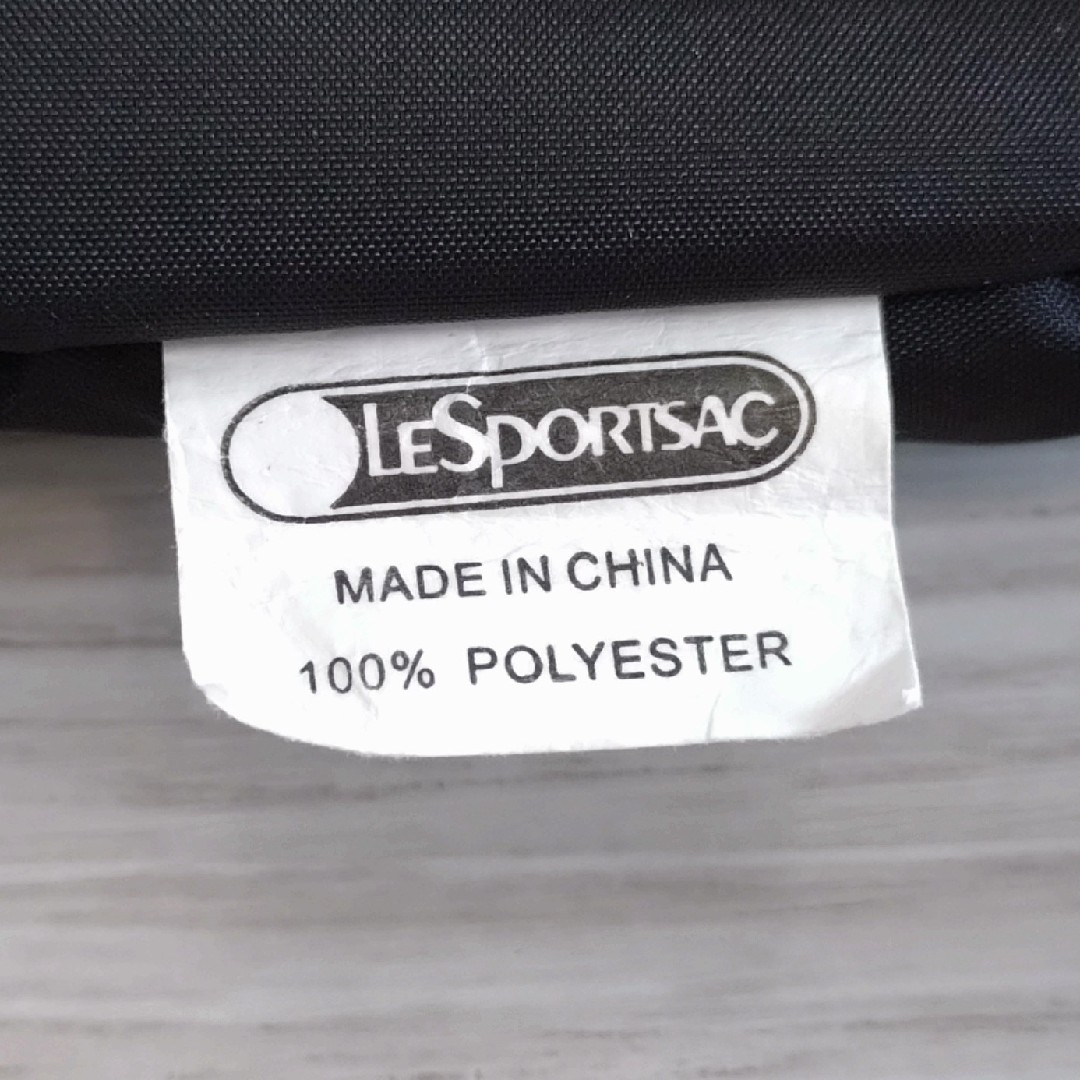 LESPORTSAC
MADE IN CHINA
100% POLYESTER